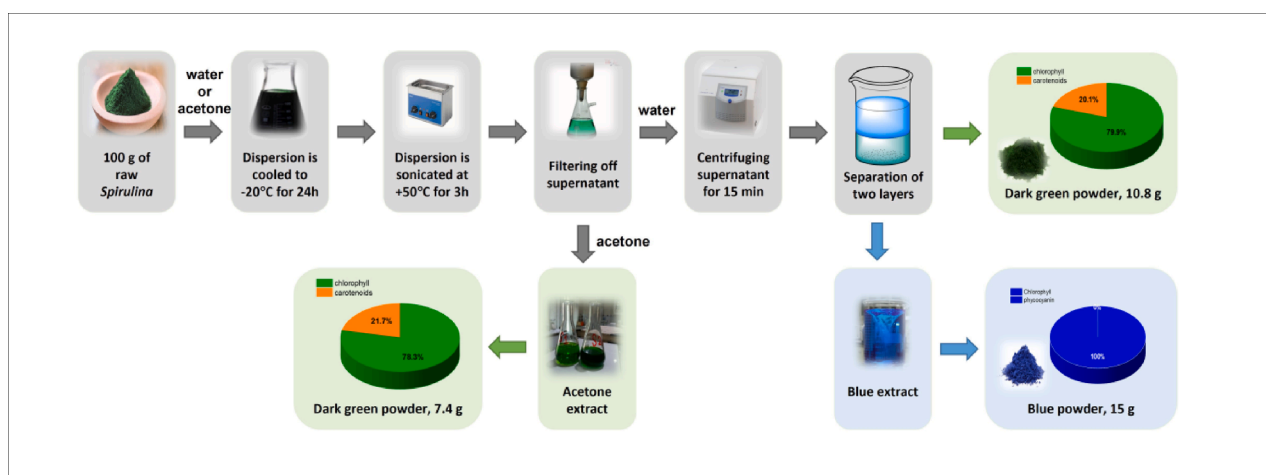 water
or
acetone
100 g of
raw
Spirulina
Dispersion is
cooled to
-20°C for 24h
Dispersion is
sonicated at
+50°C for 3h
Filtering off
supernatant
water
Centrifuging
supernatant
for 15 min
Separation of
two layers
chlorophyll
carotenoids
20.1%
79.9%
Dark green powder, 10.8 g
acetone
chlorophyll
carotenoids
21.7%
78.3%
Dark green powder, 7.4 g
Acetone
extract
Blue extract
Chlorophyll
phycocyanin
0%
100%
Blue powder, 15 g